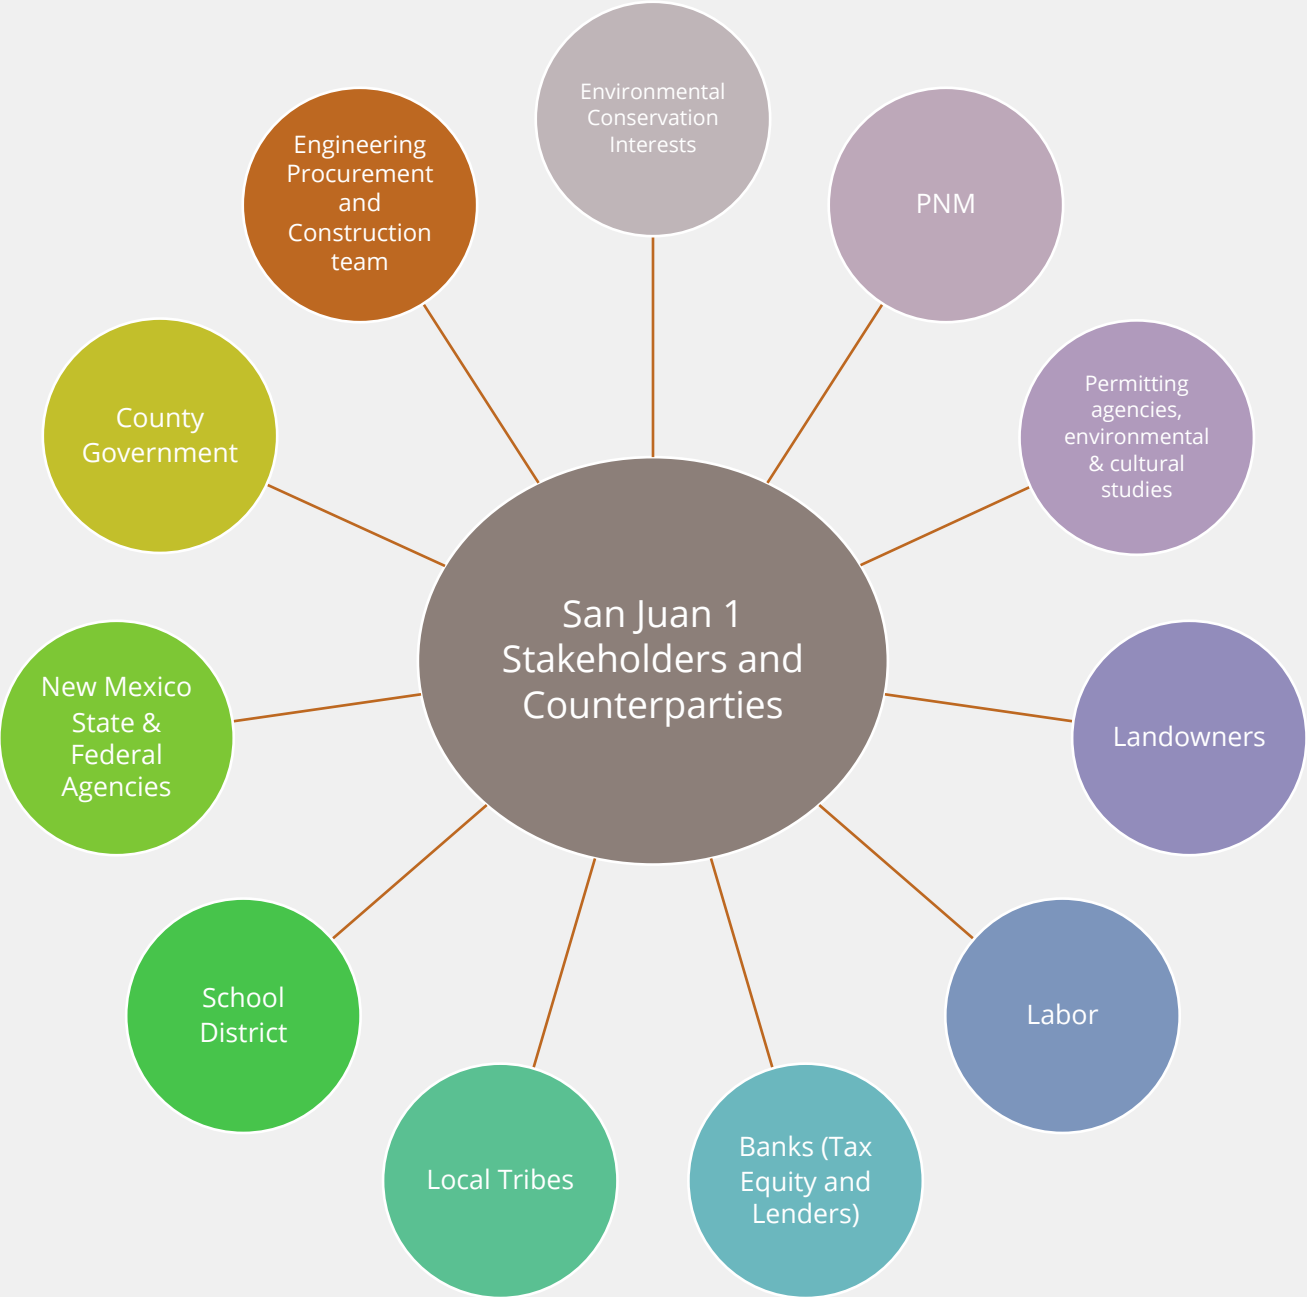 Environmental
Conservation
Interests
PNM
Permitting
agencies,
environmental
& cultural
studies
Landowners
Labor
Banks (Tax
Equity and
Lenders)
Local Tribes
School
District
New Mexico
State &
Federal
Agencies
County
Government
Engineering
Procurement
and
Construction
team
San Juan 1
Stakeholders and
Counterparties